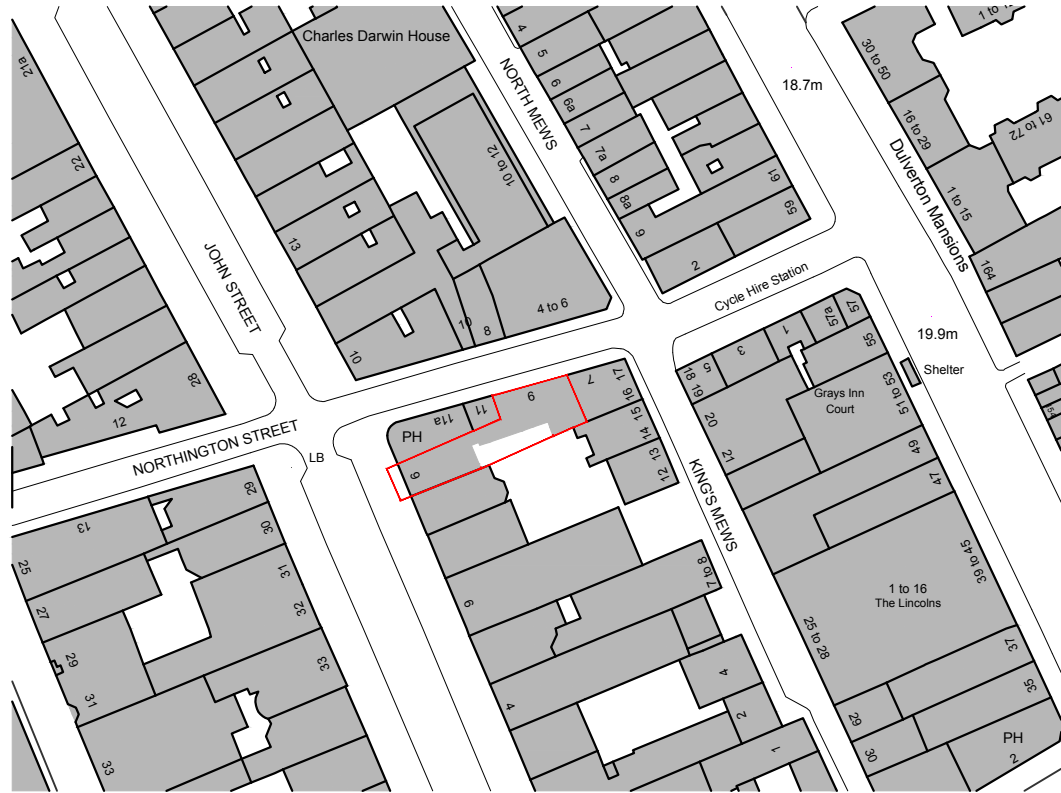 Charles Darwin House
21a
22
13
28
12
10
10
8
4 to 6
10 to 12
JOHN STREET
NORTH MEWS
4
5
6
6a
7
7a
8
8a
9
2
61
59
18.7m
30 to 50
16 to 29
1 to 15
61 to 72
Dulverton Mansions
164
Cycle Hire Station
19.9m
Shelter
57
57a
1
3
5
55
51 to 53
Grays Inn
Court
49
47
39 to 45
37
35
18
19
20
21
1 to 16
The Lincolns
25 to 28
29
30
PH
2
KING'S MEWS
17
16
15
14
12 13
7
9
11
11a
PH
9
7 to 8
6
4
4
2
1
NORTHINGTON STREET
LB
13
29
30
31
32
33
25
27
29
31
33